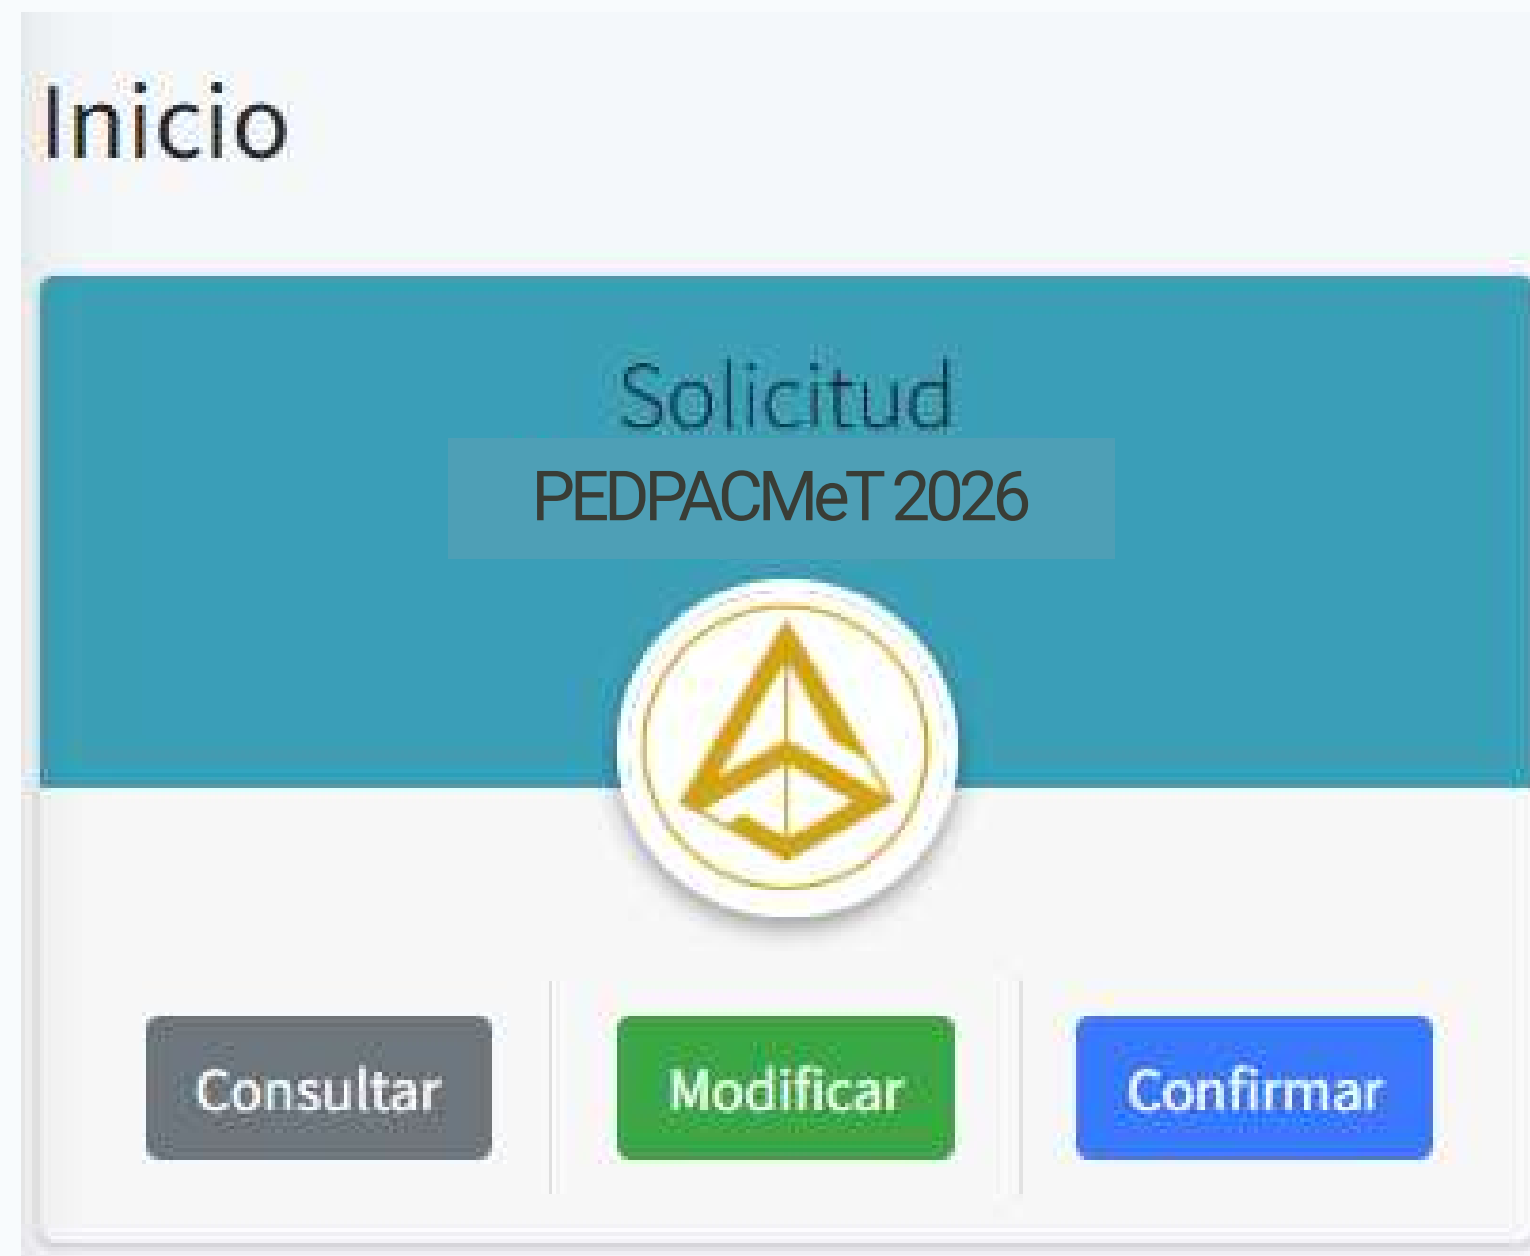 Inicio
Solicitud
PEDPACMeT 2026
Consultar
Modificar
Confirmar